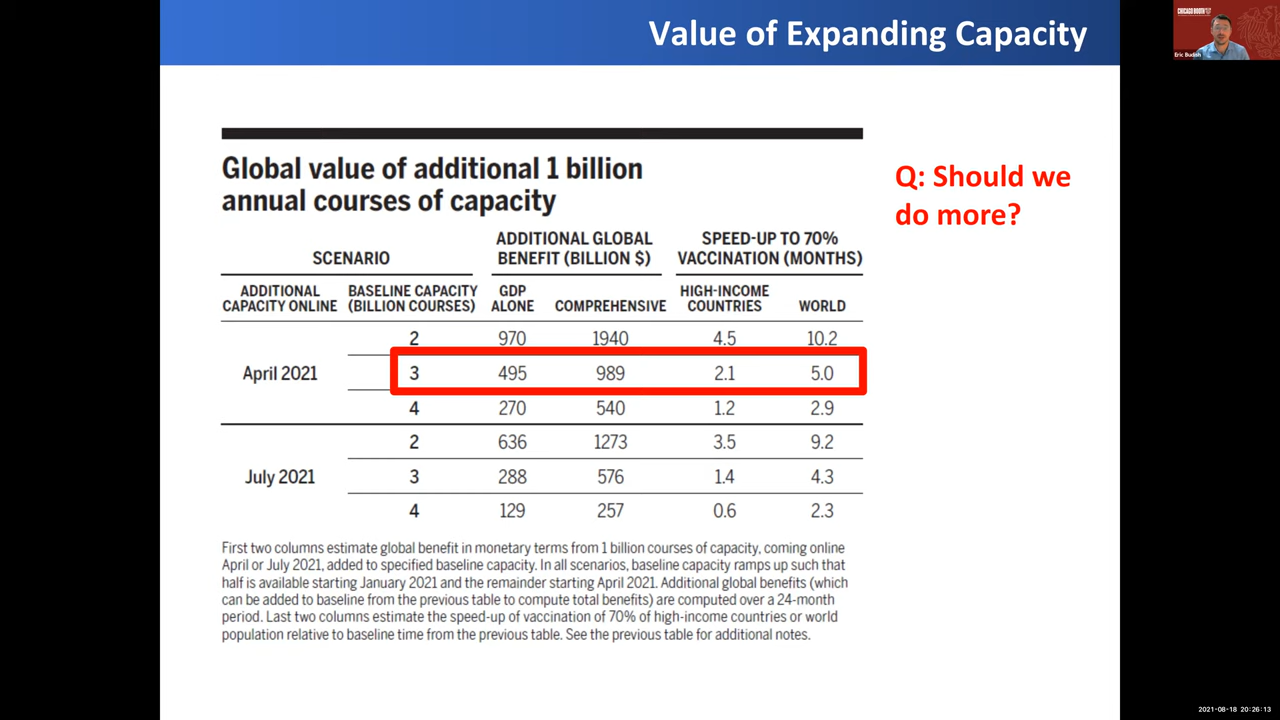 Value of Expanding Capacity
CHICAGO BOOTH
Eric Budish
Global value of additional 1 billion
annual courses of capacity
Q: Should we
do more?
SCENARIO
ADDITIONAL GLOBAL
BENEFIT (BILLION $)
SPEED-UP TO 70%
VACCINATION (MONTHS)
ADDITIONAL
CAPACITY ONLINE
BASELINE CAPACITY
(BILLION COURSES)
GDP
ALONE
COMPREHENSIVE
HIGH-INCOME
COUNTRIES
WORLD
2 970 1940 4.5 10.2
April 2021 3 495 989 2.1 5.0
4 270 540 1.2 2.9
2 636 1273 3.5 9.2
July 2021 3 288 576 1.4 4.3
4 129 257 0.6 2.3
First two columns estimate global benefit in monetary terms from 1 billion courses of capacity, coming online
April or July 2021, added to specified baseline capacity. In all scenarios, baseline capacity ramps up such that
half is available starting January 2021 and the remainder starting April 2021. Additional global benefits (which
can be added to baseline from the previous table to compute total benefits) are computed over a 24-month
period. Last two columns estimate the speed-up of vaccination of 70% of high-income countries or world
population relative to baseline time from the previous table. See the previous table for additional notes.
2021-08-18 20:26:13